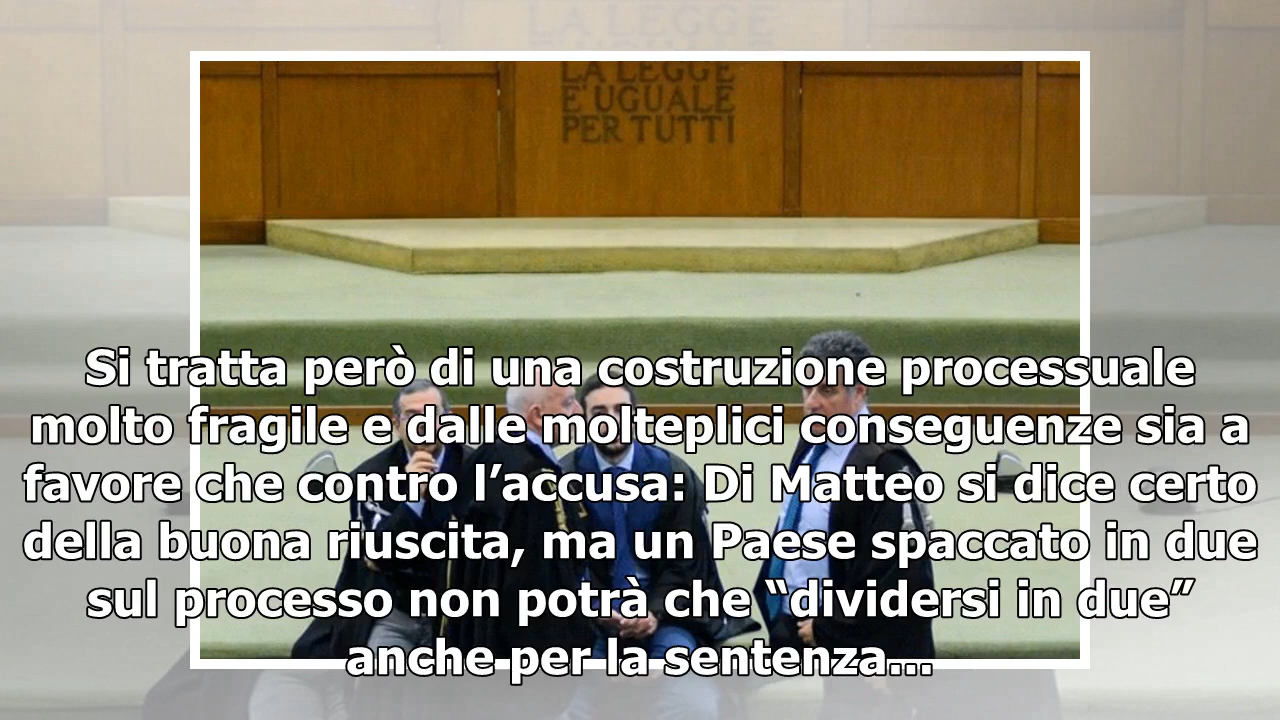 LA LEGGE
LA LEGGE
E' UGUALE
PER TUTTI
Si tratta però di una costruzione processuale
molto fragile e dalle molteplici conseguenze sia a
favore che contro l’accusa: Di Matteo si dice certo
della buona riuscita, ma un Paese spaccato in due
sul processo non potrà che “dividersi in due”
anche per la sentenza...